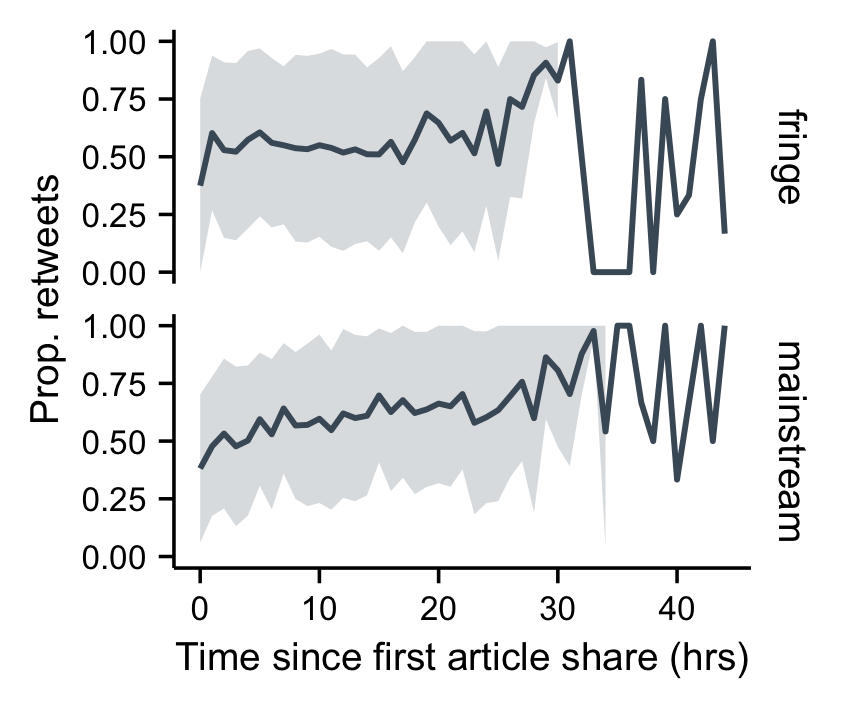 Prop. retweets
1.00
0.75
0.50
0.25
0.00
fringe
1.00
0.75
0.50
0.25
0.00
mainstream
0 10 20 30 40
Time since first article share (hrs)